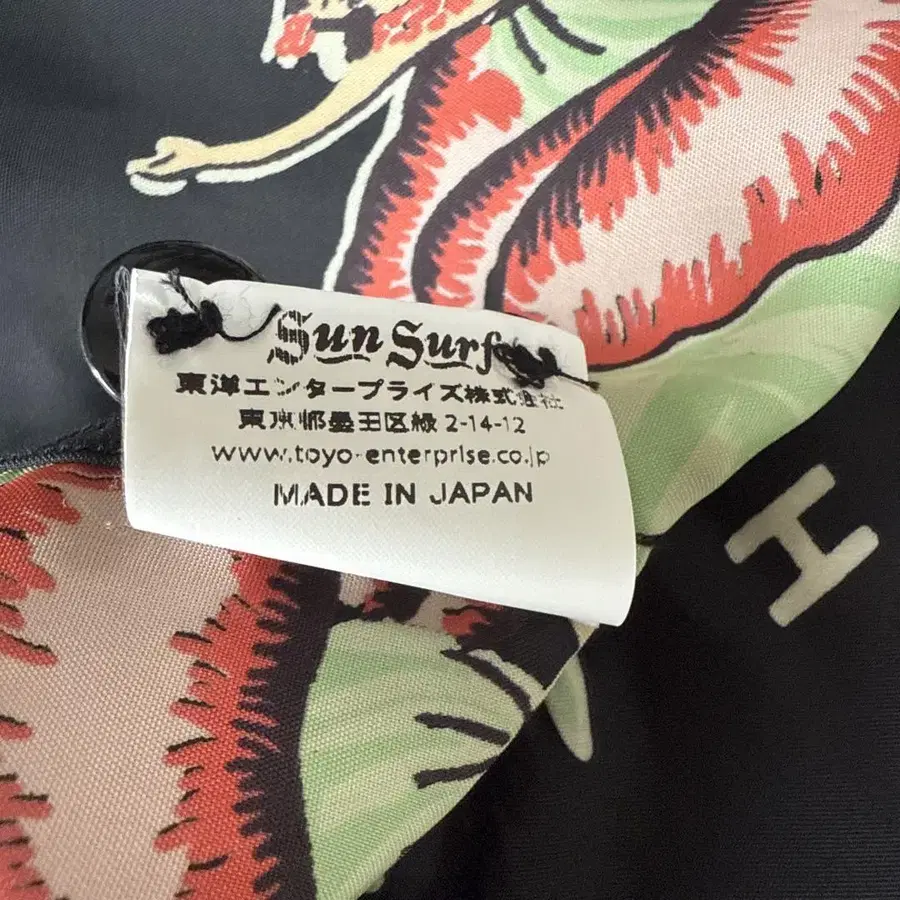 Sun Surf
東洋エンタープライズ株式会社
東京都墨田区緑 2-14-12
www.toyo-enterprise.co.jp
MADE IN JAPAN
H